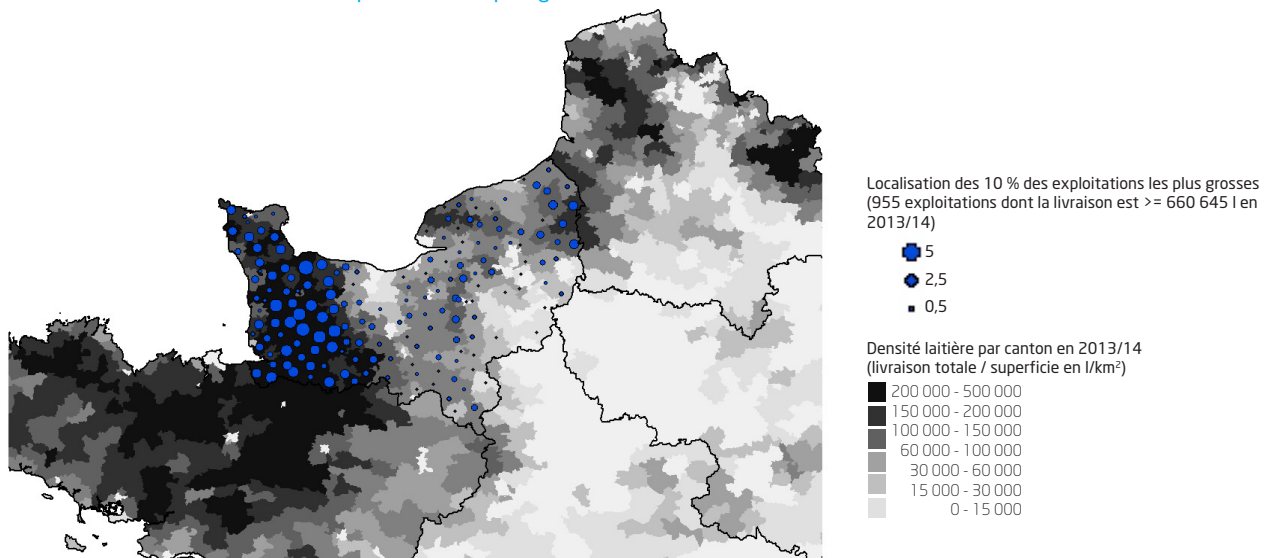 Localisation des 10 % des exploitations les plus grosses
(955 exploitations dont la livraison est >= 660 645 l en
2013/14)
5
2,5
0,5
Densité laitière par canton en 2013/14
(livraison totale / superficie en l/km²)
200 000 - 500 000
150 000 - 200 000
100 000 - 150 000
60 000 - 100 000
30 000 - 60 000
15 000 - 30 000
0 - 15 000